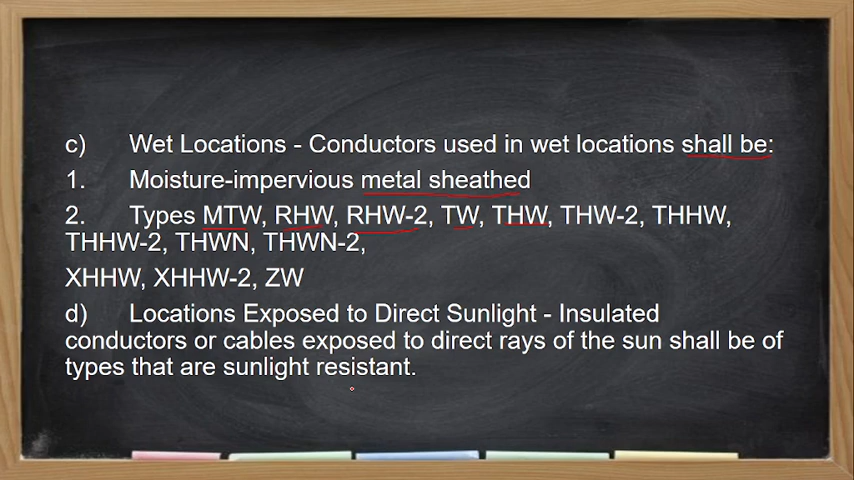 c) Wet Locations - Conductors used in wet locations shall be:
1. Moisture-impervious metal sheathed
2. Types MTW, RHW, RHW-2, TW, THW, THW-2, THHW,
THHW-2, THWN, THWN-2,
XHHW, XHHW-2, ZW
d) Locations Exposed to Direct Sunlight - Insulated
conductors or cables exposed to direct rays of the sun shall be of
types that are sunlight resistant.